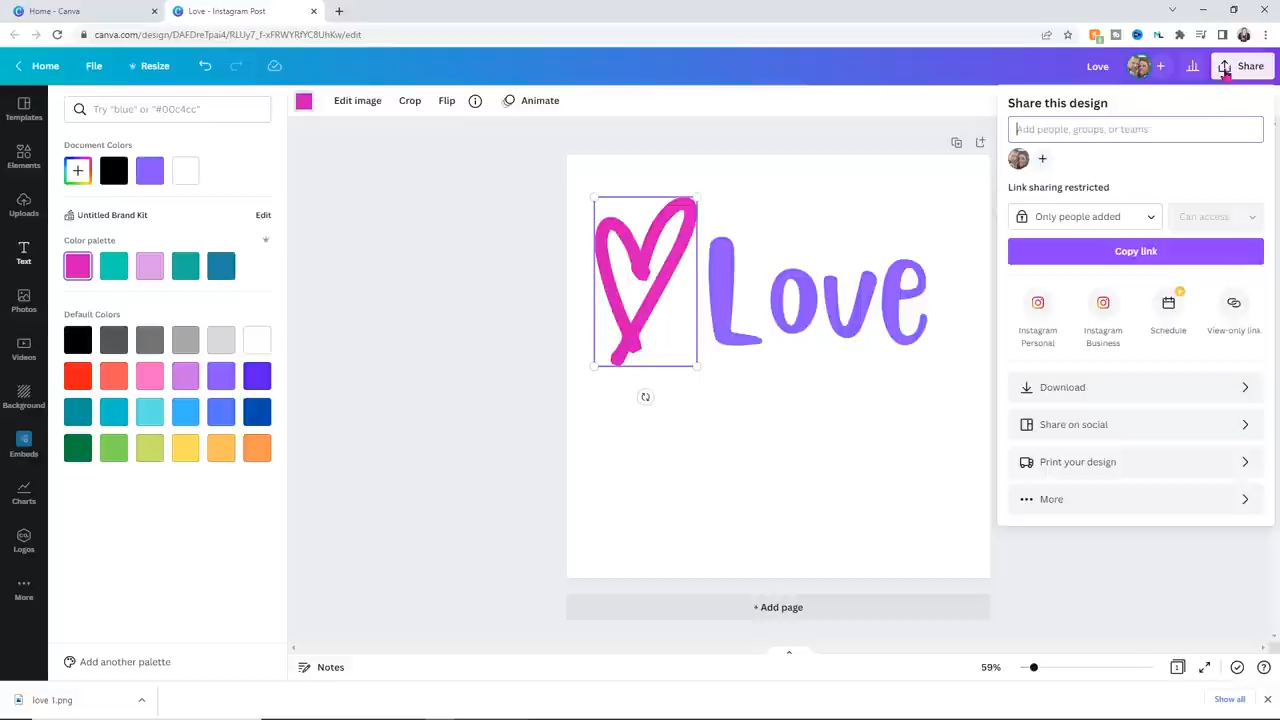 Home - Canva
Love - Instagram Post
canva.com/design/DAFDreTpai4/RLUy7_f-xFRWYRfYC8UhKw/edit
Home
File
Resize
Love
Share
Templates
Elements
Uploads
Text
Photos
Videos
Background
Embeds
Charts
Logos
More
Try "blue" or "#00c4cc"
Document Colors
Untitled Brand Kit
Edit
Color palette
Default Colors
Add another palette
Edit image
Crop
Flip
Animate
Love
+ Add page
Notes
59%
1
Share this design
Add people, groups, or teams
Link sharing restricted
Only people added
Can access
Copy link
Instagram
Personal
Instagram
Business
Schedule
View-only link
Download
Share on social
Print your design
More
love 1.png
Show all